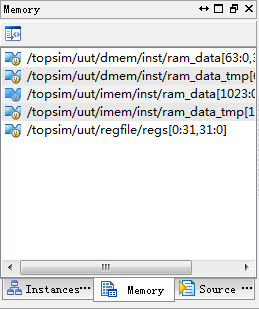 Memory
/topsim/uut/dmem/inst/ram_data[63:0,3
/topsim/uut/dmem/inst/ram_data_tmp[
/topsim/uut/imem/inst/ram_data[1023:0
/topsim/uut/imem/inst/ram_data_tmp[1
/topsim/uut/regfile/regs[0:31,31:0]
Instances... Memory Source ...